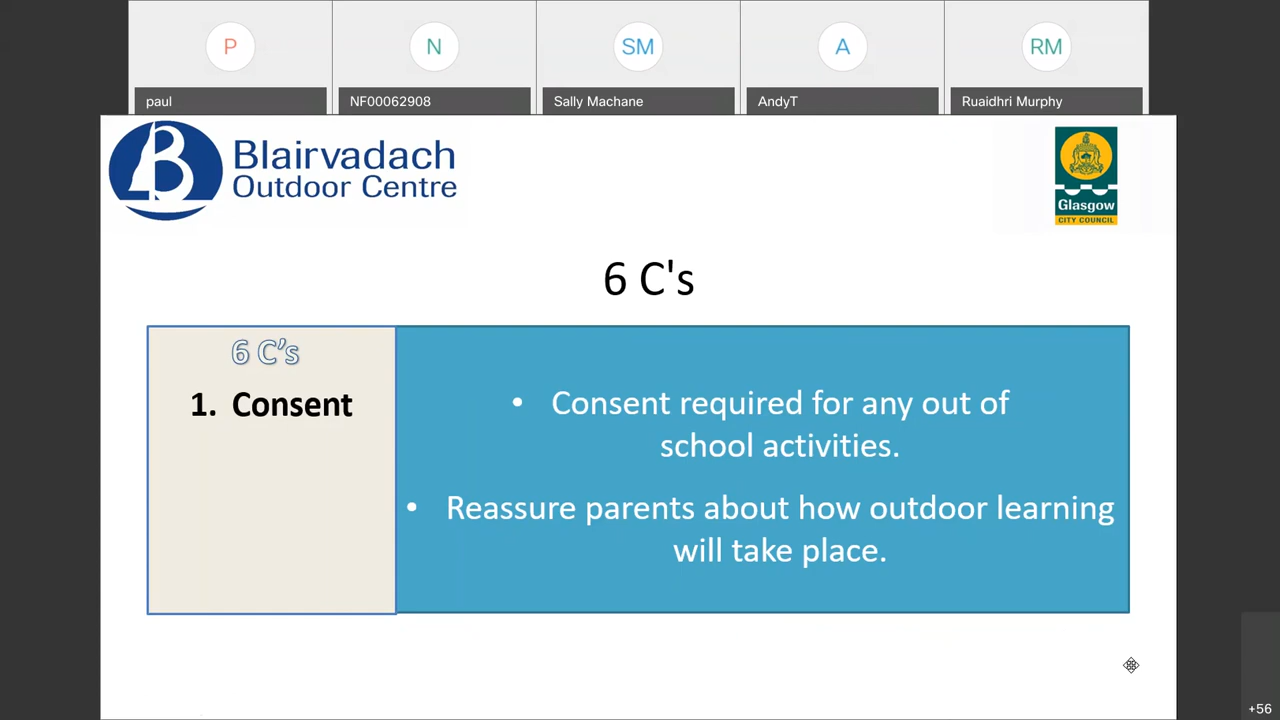 P
N
SM
A
RM
paul
NF00062908
Sally Machane
AndyT
Ruaidhri Murphy
B
Blairvadach
Outdoor Centre
Glasgow
CITY COUNCIL
6 C's
6 C’s
1. Consent
• Consent required for any out of
school activities.
• Reassure parents about how outdoor learning
will take place.
+56